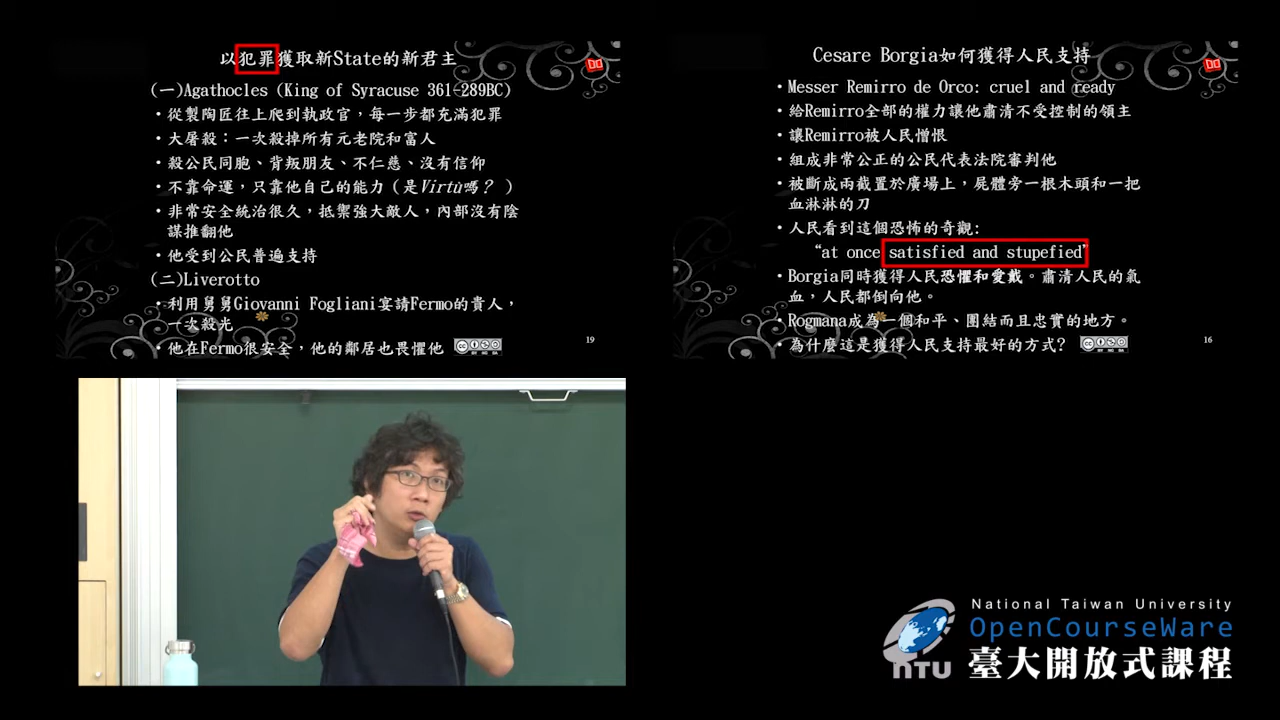 以犯罪獲取新State的新君主
(一)Agathocles (King of Syracuse 361-289BC)
•從製陶匠往上爬到執政官，每一步都充滿犯罪
•大屠殺：一次殺掉所有元老院和富人
•殺公民同胞、背叛朋友、不仁慈、沒有信仰
•不靠命運，只靠他自己的能力（是Virtù嗎？）
•非常安全統治很久，抵禦強大敵人，內部沒有陰
謀推翻他
•他受到公民普遍支持
(二)Liverotto
•利用舅舅Giovanni Fogliani宴請Fermo的貴人，
一次殺光
•他在Fermo很安全，他的鄰居也畏懼他
19
Cesare Borgia如何獲得人民支持
•Messer Remirro de Orco: cruel and ready
•給Remirro全部的權力讓他肅清不受控制的領主
•讓Remirro被人民憎恨
•組成非常公正的公民代表法院審判他
•被斷成兩截置於廣場上，屍體旁一根木頭和一把
血淋淋的刀
•人民看到這個恐怖的奇觀:
“at once satisfied and stupefied”
•Borgia同時獲得人民恐懼和愛戴。肅清人民的氣
血，人民都倒向他。
•Rogmana成為一個和平、團結而且忠實的地方。
•為什麼這是獲得人民支持最好的方式?
16
National Taiwan University
OpenCourseWare
NTU 臺大開放式課程